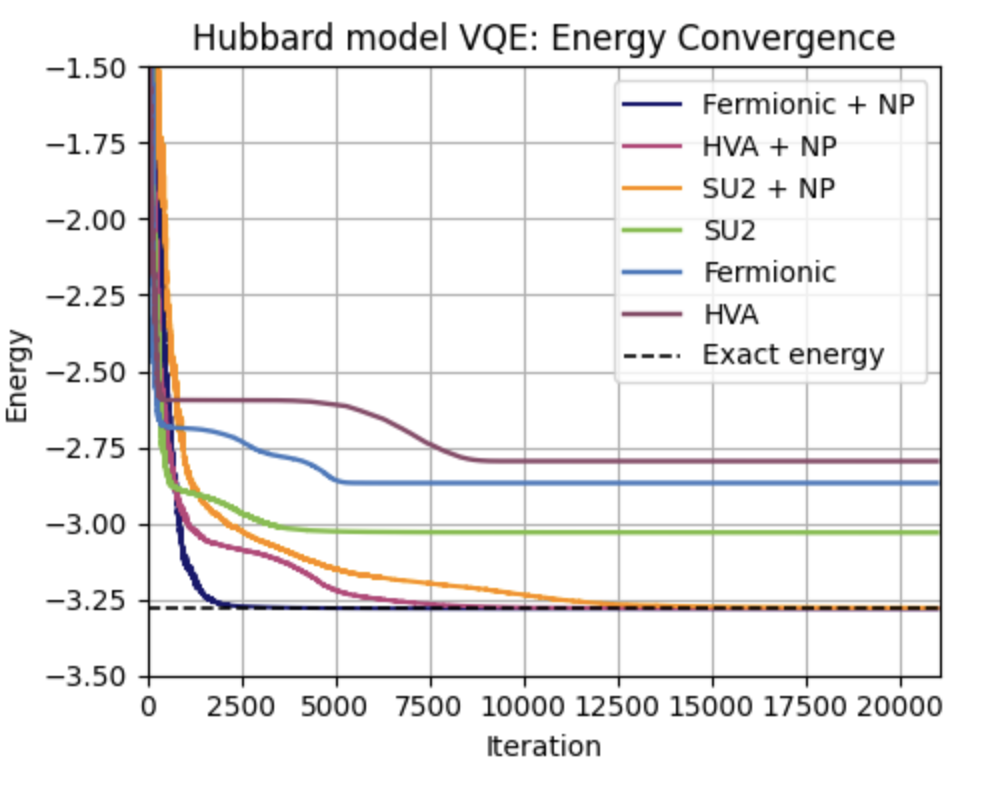 Hubbard model VQE: Energy Convergence
−1.50
−1.75
−2.00
−2.25
−2.50
−2.75
−3.00
−3.25
−3.50
Energy
Fermionic + NP
HVA + NP
SU2 + NP
SU2
Fermionic
HVA
Exact energy
0 2500 5000 7500 10000 12500 15000 17500 20000
Iteration